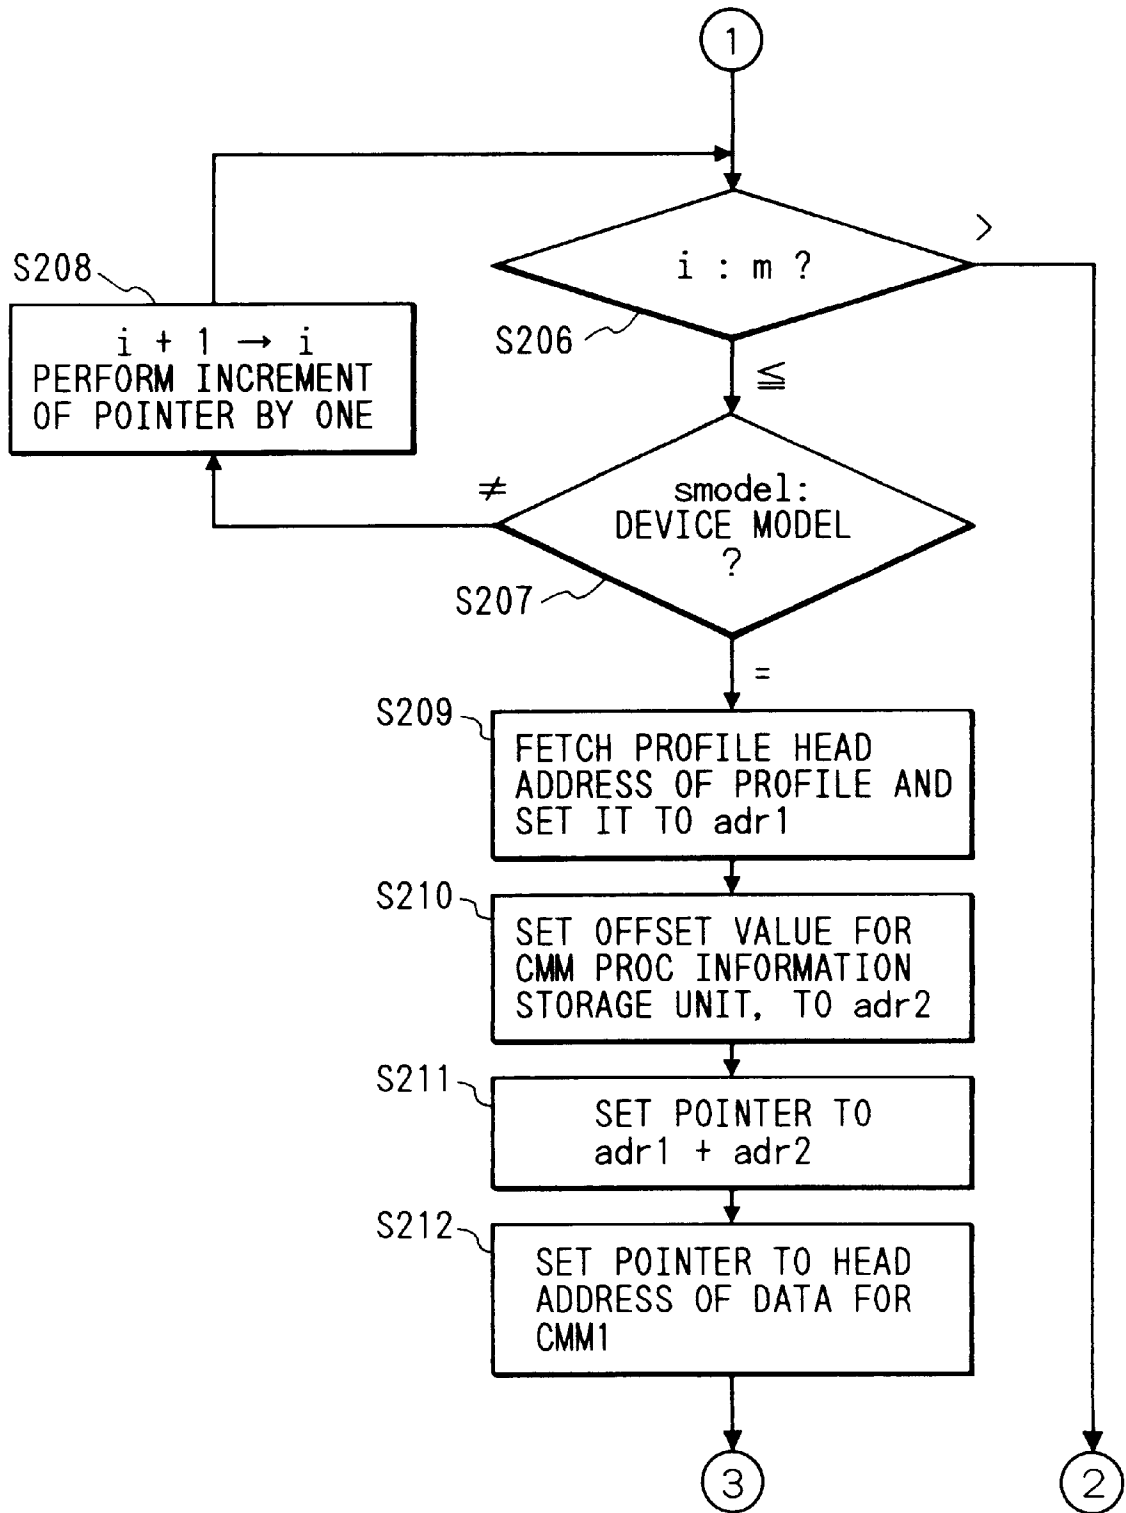 1
i : m ?
>
S206
S208
i + 1 → i
PERFORM INCREMENT
OF POINTER BY ONE
≦
≠
smodel:
DEVICE MODEL
?
S207
=
S209
FETCH PROFILE HEAD
ADDRESS OF PROFILE AND
SET IT TO adr1
S210
SET OFFSET VALUE FOR
CMM PROC INFORMATION
STORAGE UNIT, TO adr2
S211
SET POINTER TO
adr1 + adr2
S212
SET POINTER TO HEAD
ADDRESS OF DATA FOR
CMM1
3
2